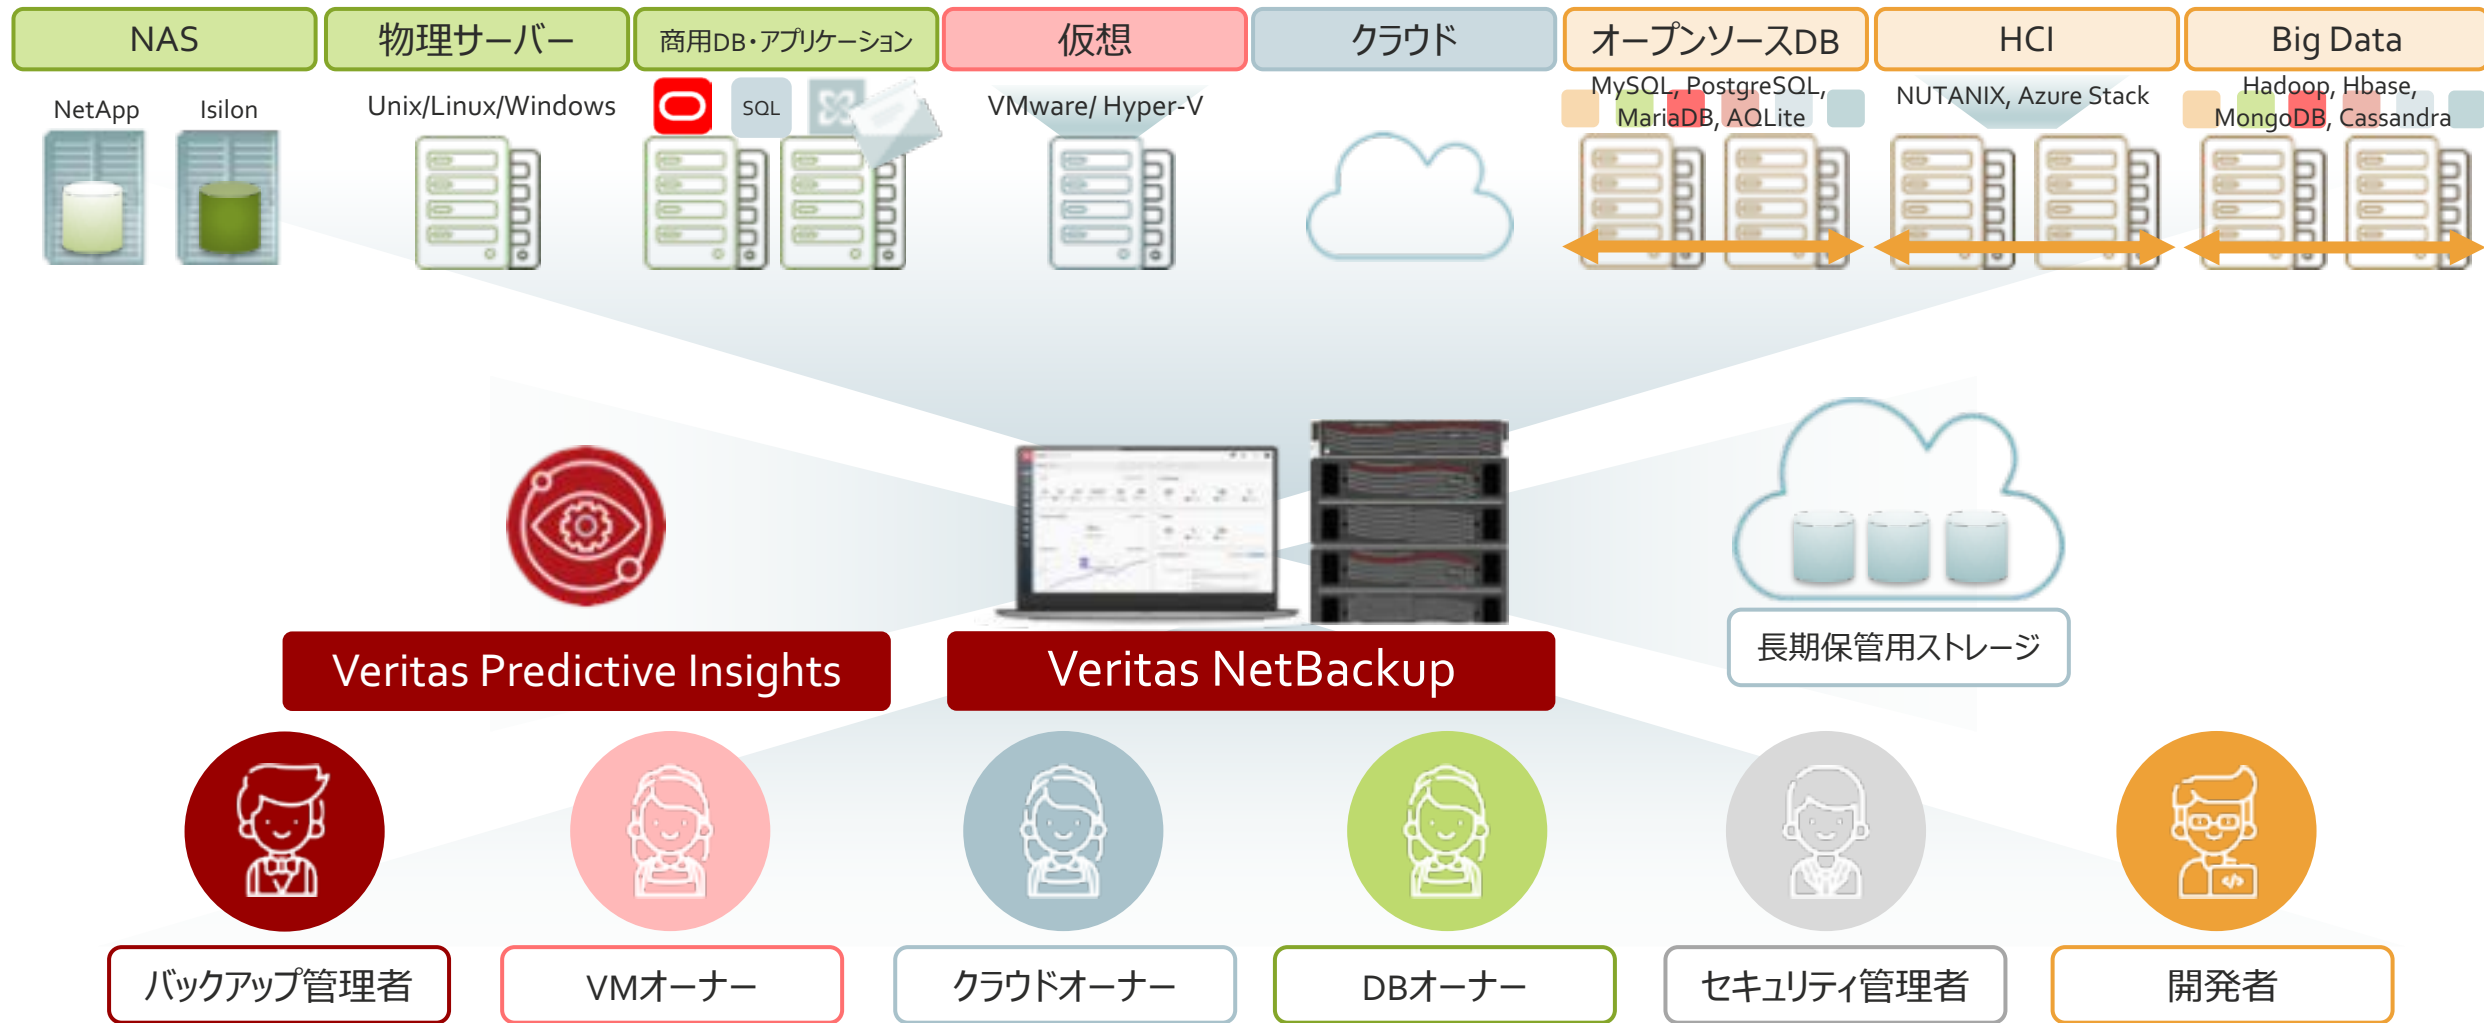 NAS
物理サーバー
商用DB・アプリケーション
仮想
クラウド
オープンソースDB
HCI
Big Data
NetApp
Isilon
Unix/Linux/Windows
SQL
VMware/ Hyper-V
MySQL, PostgreSQL,
MariaDB, AQLite
NUTANIX, Azure Stack
Hadoop, Hbase,
MongoDB, Cassandra
Veritas Predictive Insights
Veritas NetBackup
長期保管用ストレージ
バックアップ管理者
VMオーナー
クラウドオーナー
DBオーナー
セキュリティ管理者
開発者